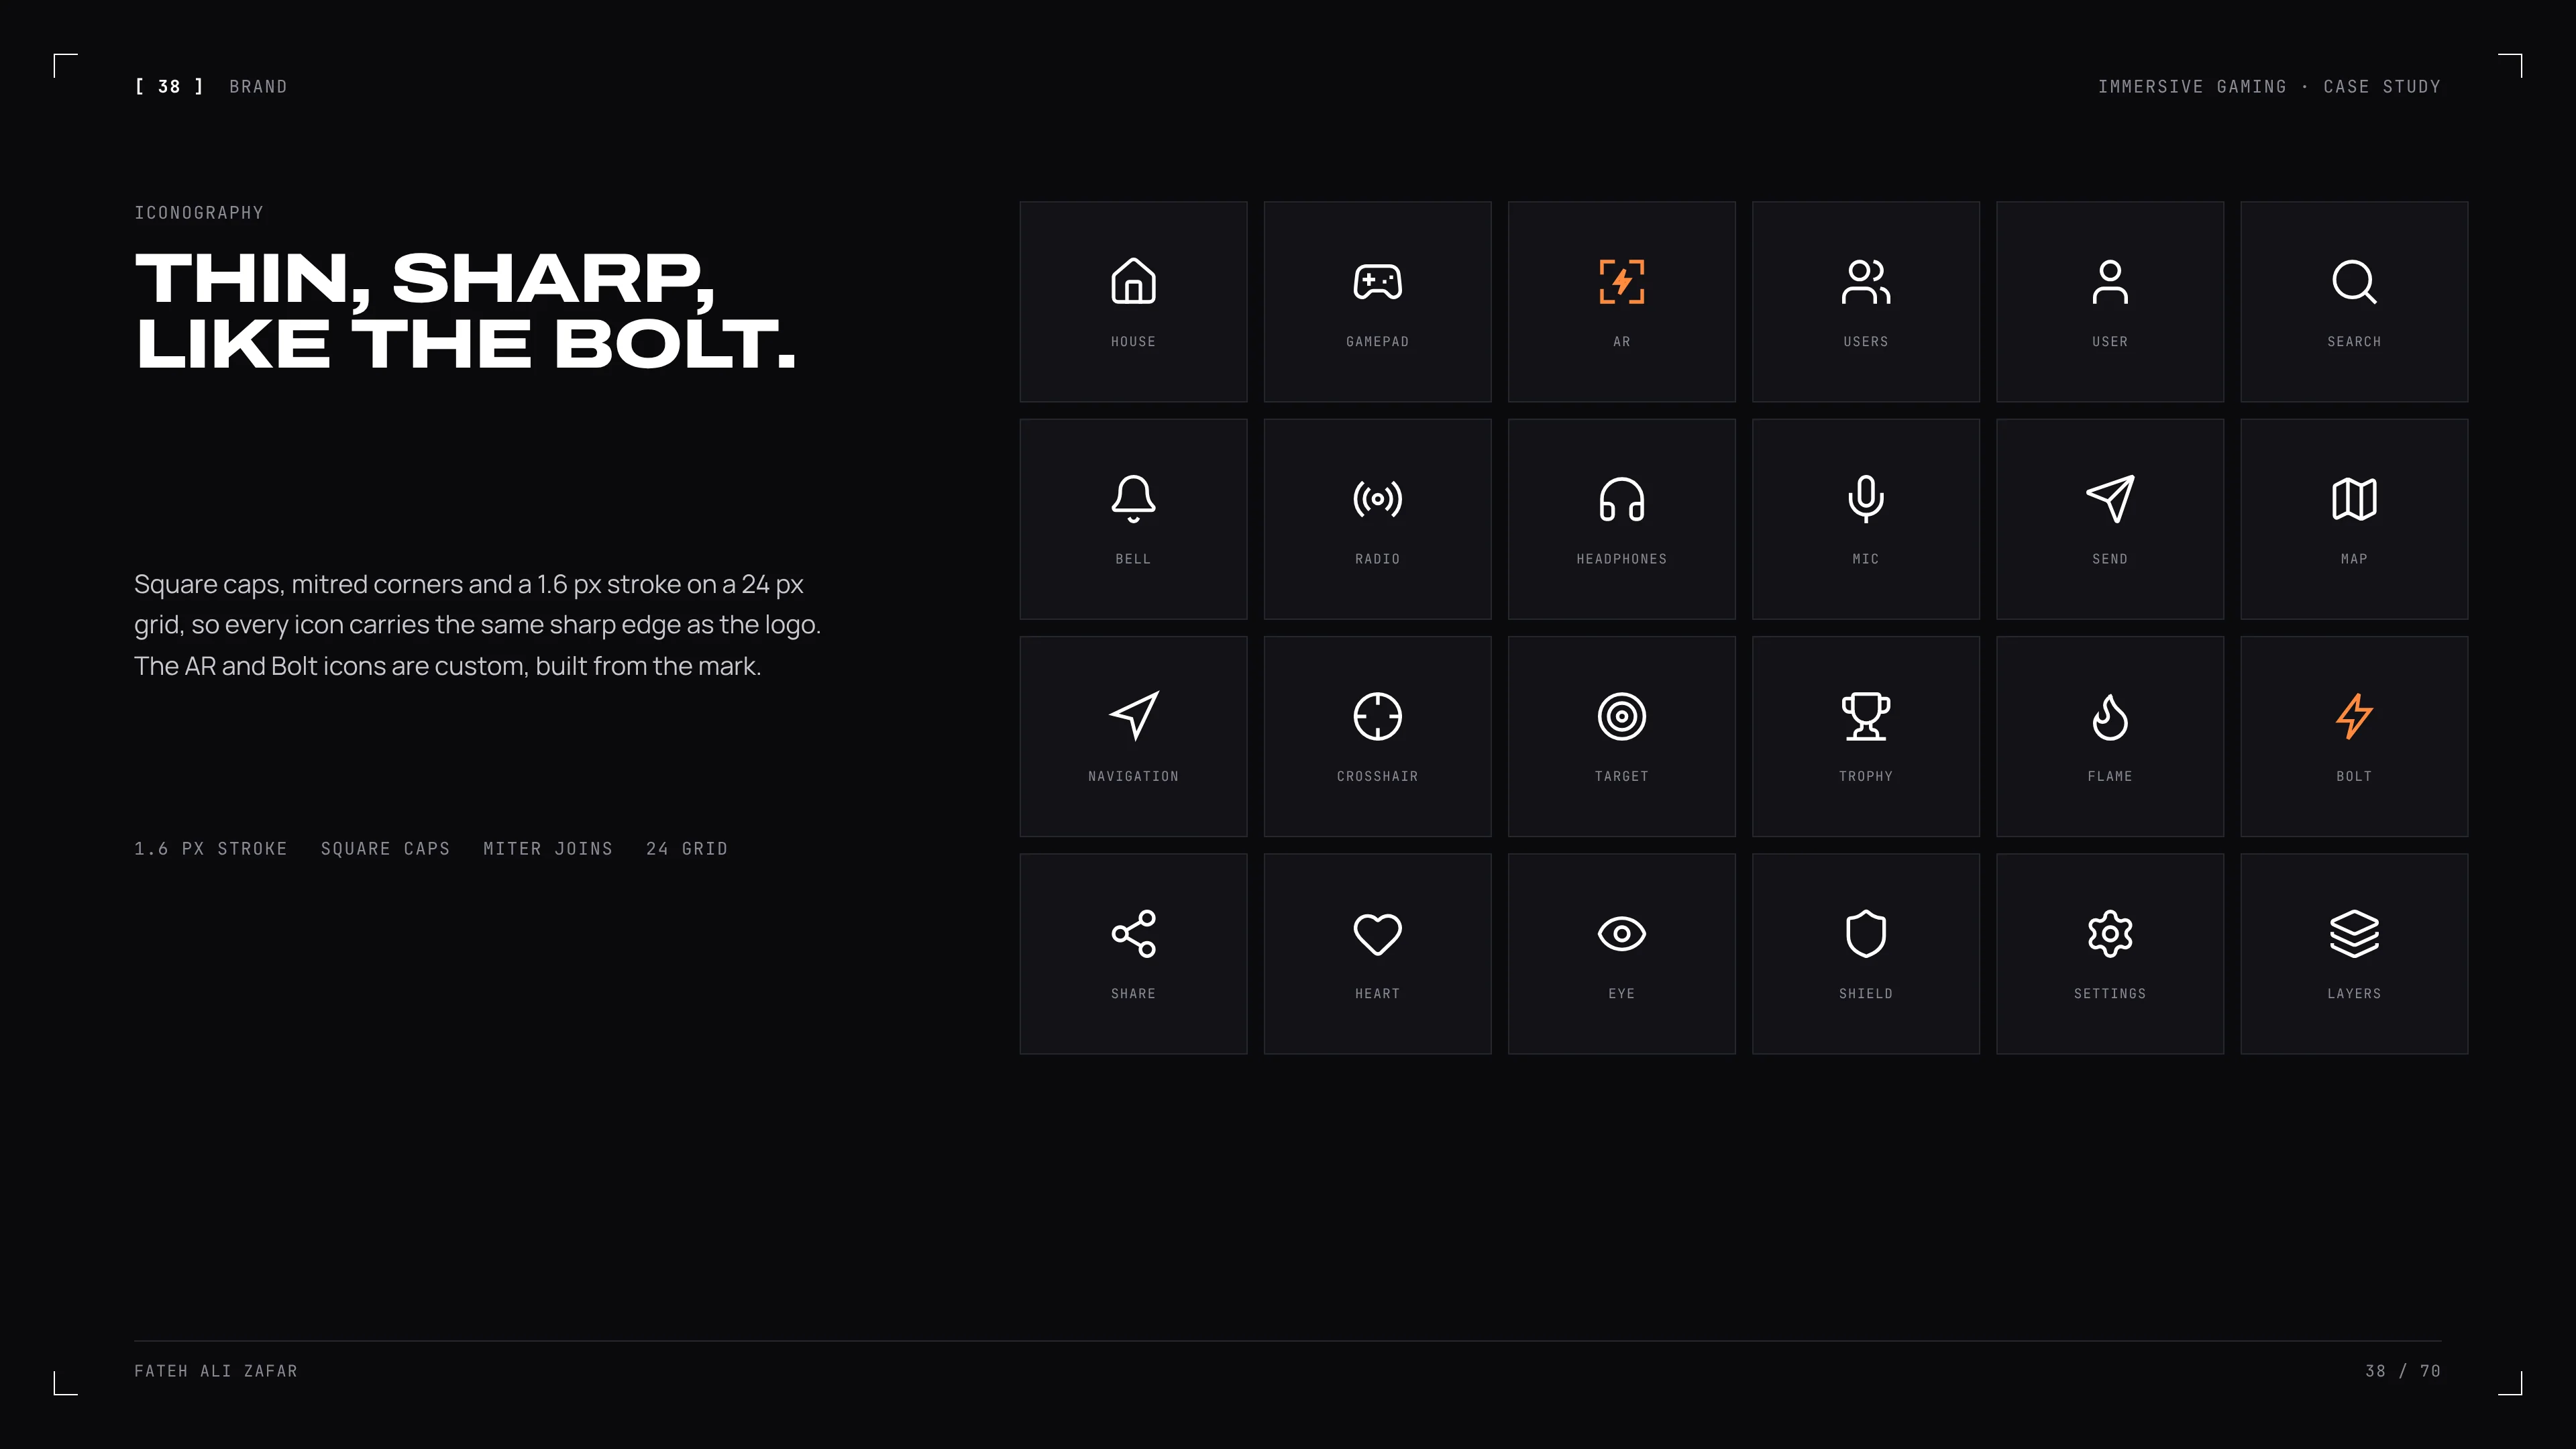 [ 38 ] BRAND
IMMERSIVE GAMING · CASE STUDY
ICONOGRAPHY
THIN, SHARP,
LIKE THE BOLT.
Square caps, mitred corners and a 1.6 px stroke on a 24 px
grid, so every icon carries the same sharp edge as the logo.
The AR and Bolt icons are custom, built from the mark.
1.6 PX STROKE SQUARE CAPS MITER JOINS 24 GRID
HOUSE GAMEPAD AR USERS USER SEARCH
BELL RADIO HEADPHONES MIC SEND MAP
NAVIGATION CROSSHAIR TARGET TROPHY FLAME BOLT
SHARE HEART EYE SHIELD SETTINGS LAYERS
FATEH ALI ZAFAR
38 / 70